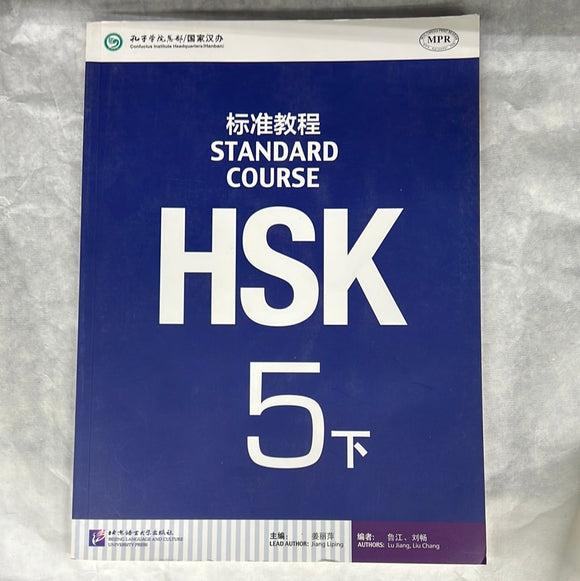 孔子学院总部/国家汉办
Confucius Institute Headquarters(Hanban)
MPR
标准教程
STANDARD
COURSE
HSK
5下
北京语言大学出版社
BEIJING LANGUAGE AND CULTURE
UNIVERSITY PRESS
主编: 姜丽萍
LEAD AUTHOR: Jiang Liping
编者: 鲁江、刘畅
AUTHORS: Lu Jiang, Liu Chang